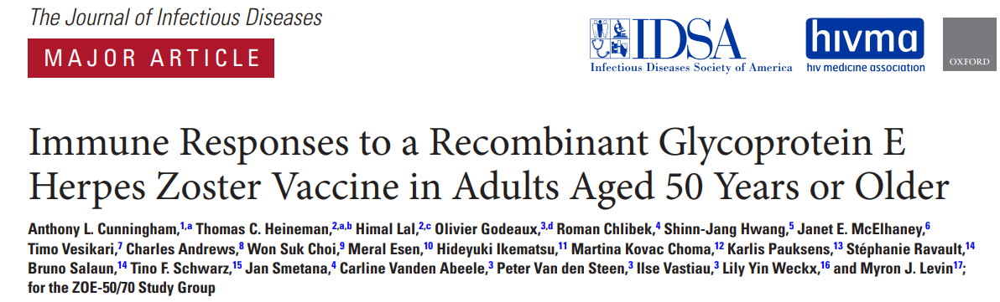 The Journal of Infectious Diseases
MAJOR ARTICLE
IDSA
Infectious Diseases Society of America
hivma
hiv medicine association
OXFORD
Immune Responses to a Recombinant Glycoprotein E
Herpes Zoster Vaccine in Adults Aged 50 Years or Older
Anthony L. Cunningham,1,a Thomas C. Heineman,2,a,b Himal Lal,2,c Olivier Godeaux,3,d Roman Chlibek,4 Shinn-Jang Hwang,5 Janet E. McElhaney,6
Timo Vesikari,7 Charles Andrews,8 Won Suk Choi,9 Meral Esen,10 Hideyuki Ikematsu,11 Martina Kovac Choma,12 Karlis Pauksens,13 Stéphanie Ravault,14
Bruno Salaun,14 Tino F. Schwarz,15 Jan Smetana,4 Carline Vanden Abeele,3 Peter Van den Steen,3 Ilse Vastiau,3 Lily Yin Weckx,16 and Myron J. Levin17;
for the ZOE-50/70 Study Group